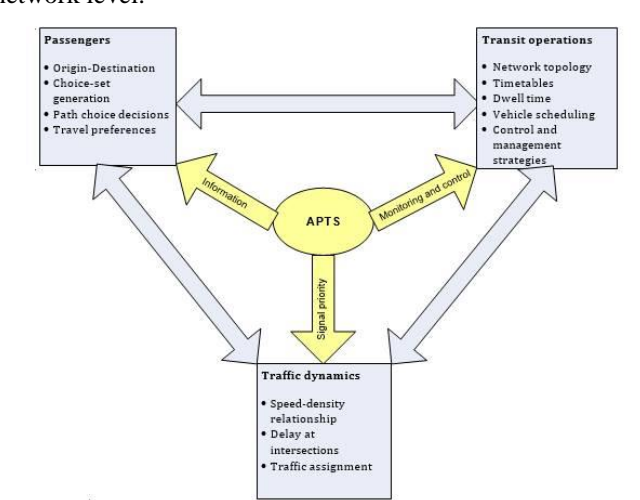 network level.
Passengers
• Origin-Destination
• Choice-set
generation
• Path choice decisions
• Travel preferences
Transit operations
• Network topology
• Timetables
• Dwell time
• Vehicle scheduling
• Control and
management
strategies
Information
APTS
Monitoring and control
Signal priority
Traffic dynamics
• Speed-density
relationship
• Delay at
intersections
• Traffic assignment